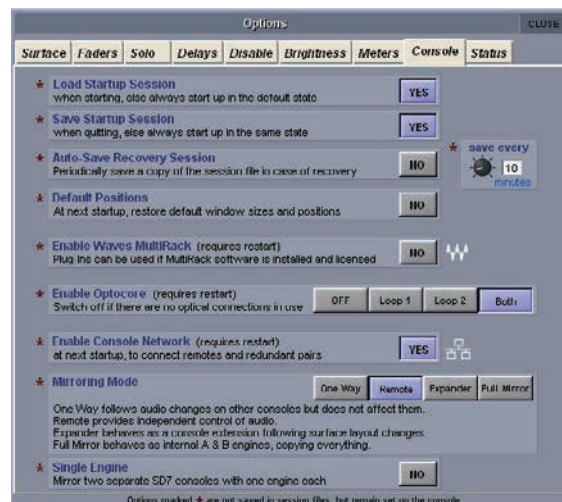 Options
CLOSE
Surface Faders Solo Delays Disable Brightness Meters Console Status
* Load Startup Session
when starting, else always start up in the default state
YES
* Save Startup Session
when quitting, else always start up in the same state
YES
* Auto-Save Recovery Session
Periodically save a copy of the session file in case of recovery
NO
* save every
10
minutes
* Default Positions
At next startup, restore default window sizes and positions
NO
* Enable Waves MultiRack (requires restart)
Plug-Ins can be used if MultiRack software is installed and licensed
NO
* Enable Optocore (requires restart)
Switch off if there are no optical connections in use
OFF Loop 1 Loop 2 Both
* Enable Console Network (requires restart)
at next startup, to connect remotes and redundant pairs
YES
* Mirroring Mode
One Way Remote Expander Full Mirror
One Way follows audio changes on other consoles but does not affect them.
Remote provides independent control of audio.
Expander behaves as a console extension following surface layout changes.
Full Mirror behaves as internal A & B engines, copying everything.
* Single Engine
Mirror two separate SD7 consoles with one engine each
NO
Options marked * are not saved in session files, but remain set on the console